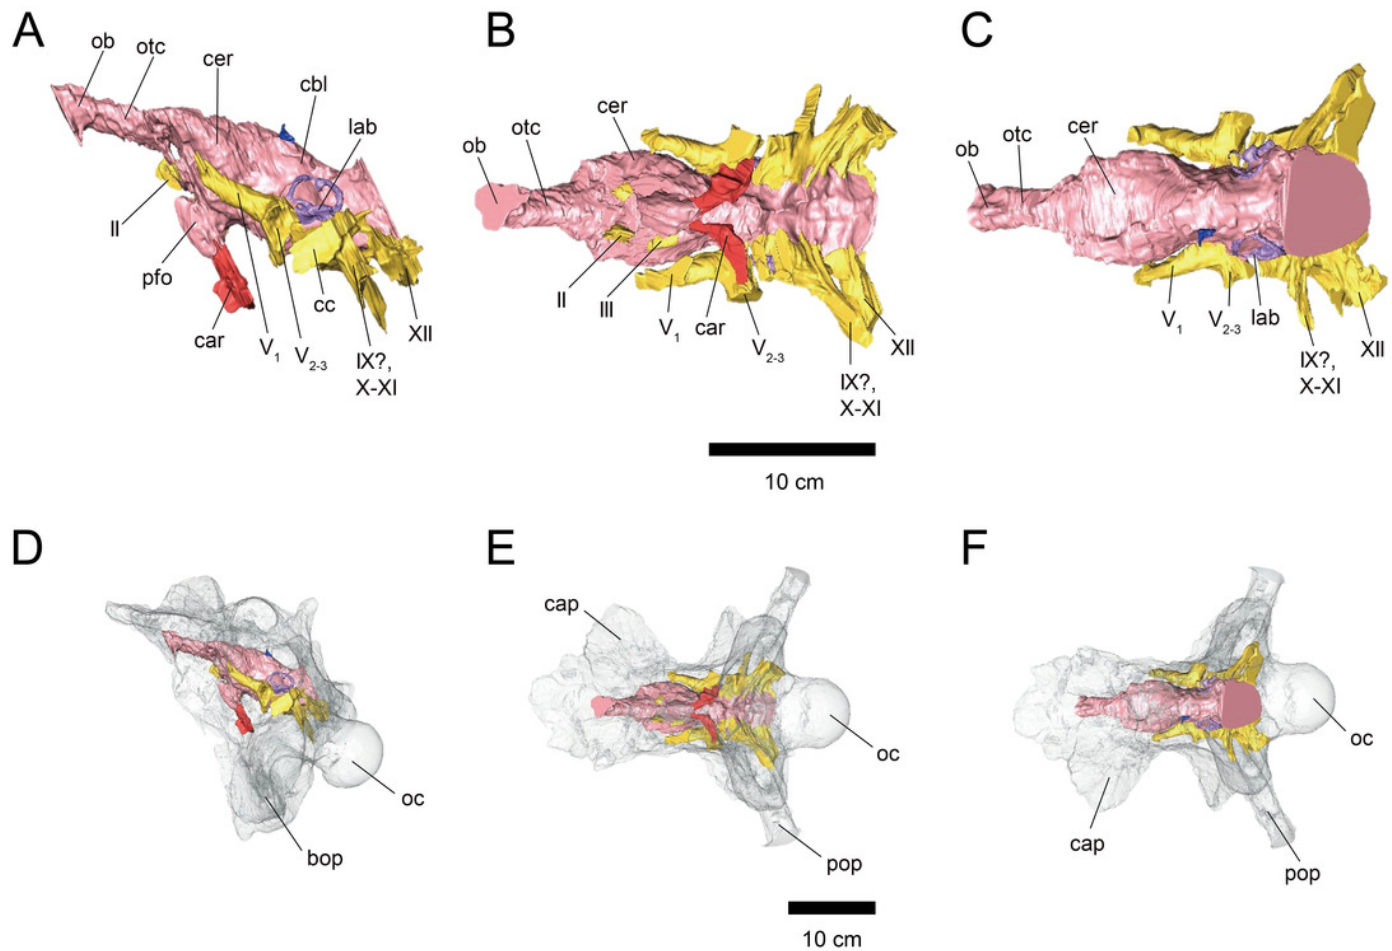 A
ob
otc
cer
cbl
lab
II
pfo
car
V1
V2-3
cc
IX?,
X-XI
XII
B
cer
otc
ob
II
III
V1
car
V2-3
IX?,
X-XI
XII
C
cer
otc
ob
V1
V2-3
lab
IX?,
X-XI
XII
10 cm
D
oc
bop
E
cap
oc
pop
F
oc
cap
pop
10 cm